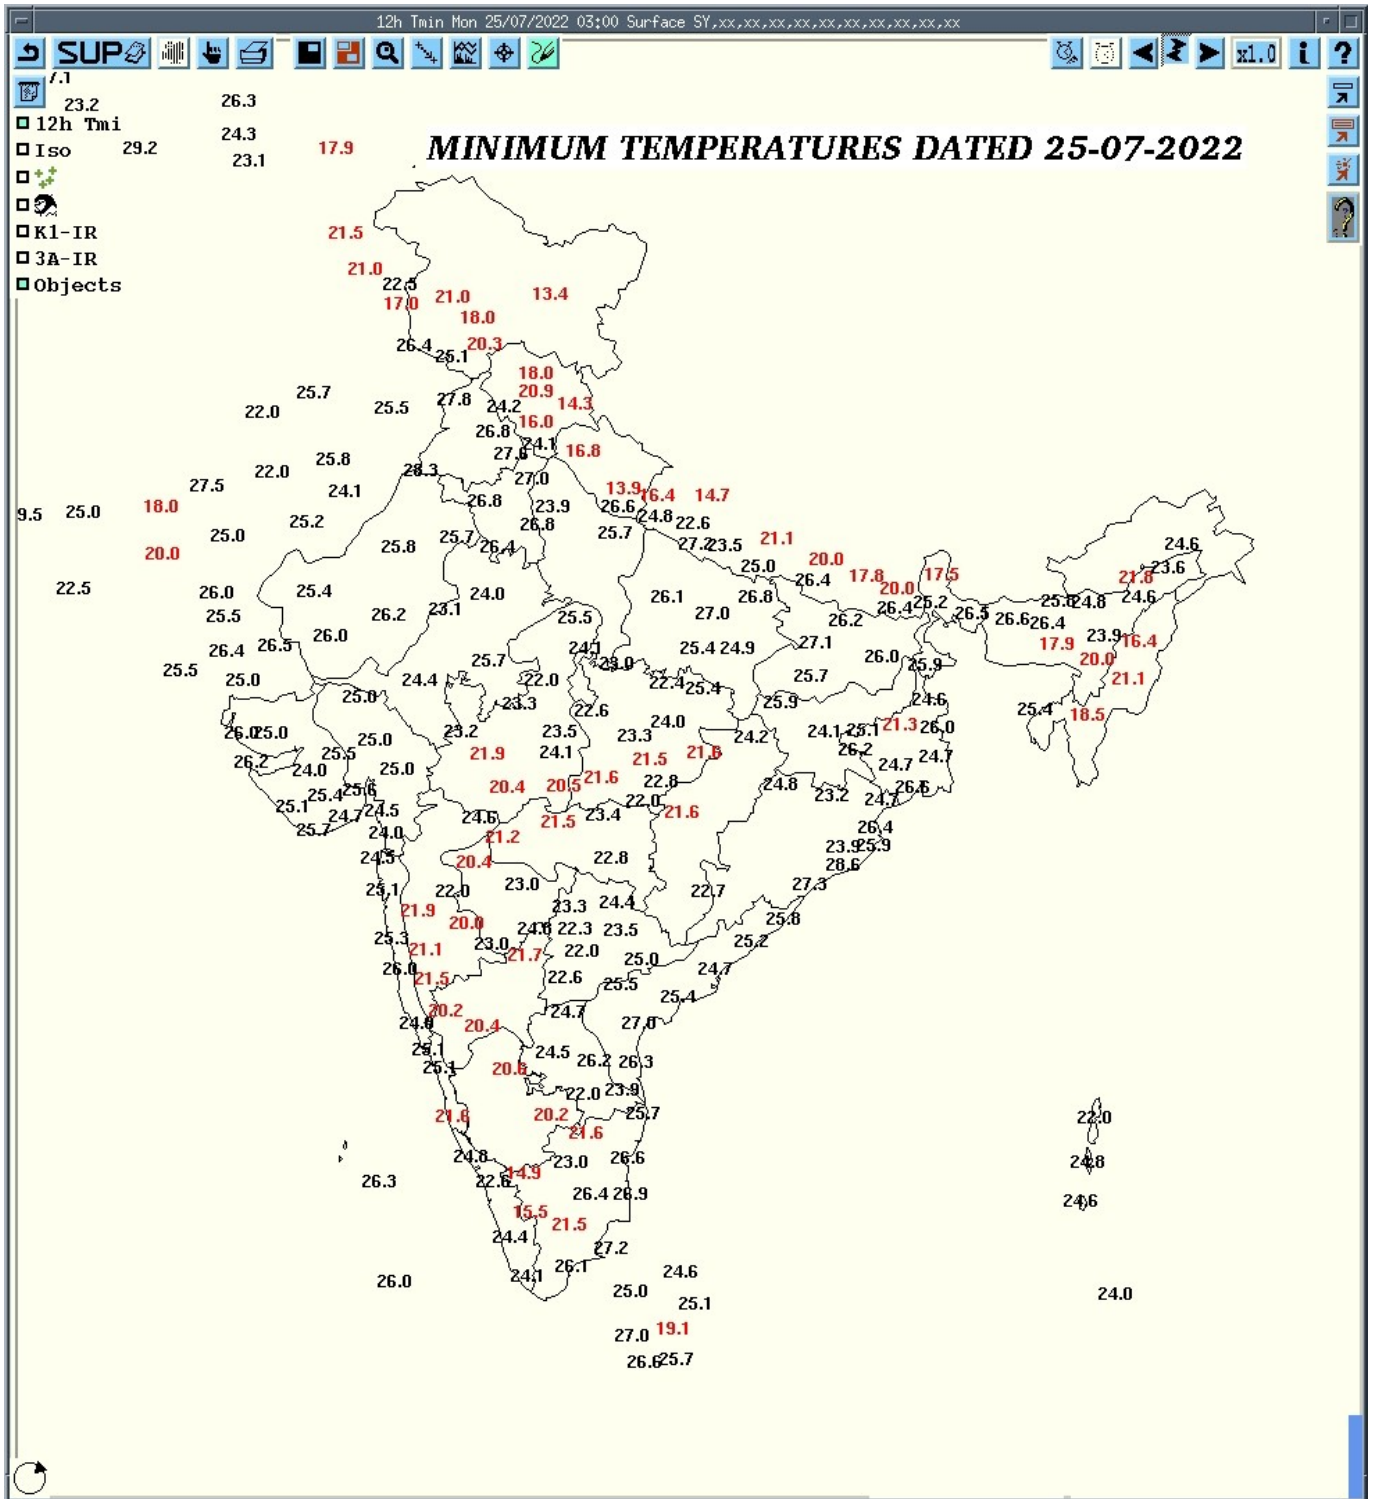 12h Tmin Mon 25/07/2022 03:00 Surface SY,xx,xx,xx,xx,xx,xx,xx,xx,xx,xx
SUP x1.0 i ?
23.2 26.3
12h Tmi 24.3
Iso 29.2 23.1 17.9 MINIMUM TEMPERATURES DATED 25-07-2022
K1-IR 21.5
3A-IR 21.0
Objects 22.5
17.0 21.0 13.4
18.0
26.4 25.1 20.3
18.0
25.7 20.9
22.0 25.5 27.8 24.2 14.3
16.0
26.8 24.1
27.6 16.8
25.8
22.0 28.3 27.0
27.5 24.1 13.9 16.4 14.7
18.0 26.8 23.9 26.6
9.5 25.0 25.2 26.8 24.8 22.6
25.0 25.8 25.7 26.4 25.7 27.2 23.5 21.1 24.6
20.0 25.0 20.0 23.6
26.4 17.8 17.5 21.8
22.5 26.0 25.4 24.0 26.1 26.8 20.0 24.8 24.6
25.5 26.2 23.1 25.5 27.0 26.2 26.4 25.2 26.5 26.6 26.4
26.4 26.5 26.0 24.1 25.4 24.9 27.1 17.9 23.9 16.4
25.5 25.7 23.0 26.0 25.9 20.0
25.0 24.4 22.0 22.4 25.4 25.7 21.1
25.0 23.3 22.6 25.9 24.6 25.4 18.5
26.0 25.0 23.2 23.5 23.3 24.0 24.2 24.1 25.1 21.3 26.0
25.5 25.0 21.9 24.1 21.5 21.6 26.2 24.7
26.2 24.0 25.0 21.6 24.7
25.4 25.6 20.4 20.5 22.8 24.8 26.6
25.1 24.7 24.5 22.0 23.2 24.7
25.7 24.0 24.6 21.5 23.4 21.6 26.4
24.5 21.2 23.9 25.9
20.4 22.8 28.6
25.1 22.0 23.0 22.7 27.3
21.9 23.3 24.4
20.0 22.3 23.5 25.8
25.3 21.1 23.0 21.7 22.0 25.0 25.2
26.0 21.5 22.6 25.5 24.7
25.4
20.2 24.7
20.4 27.0
25.1 24.5
25.1 20.6 26.2 26.3
22.0 23.9
21.6 20.2 25.7 22.0
21.6
24.8 23.0 26.6 24.8
26.3 22.6 14.9
26.4 26.9 24.6
15.5 21.5
24.4 27.2
26.0 24.1 26.1 24.6
25.0 24.0
25.1
27.0 19.1
26.6 25.7